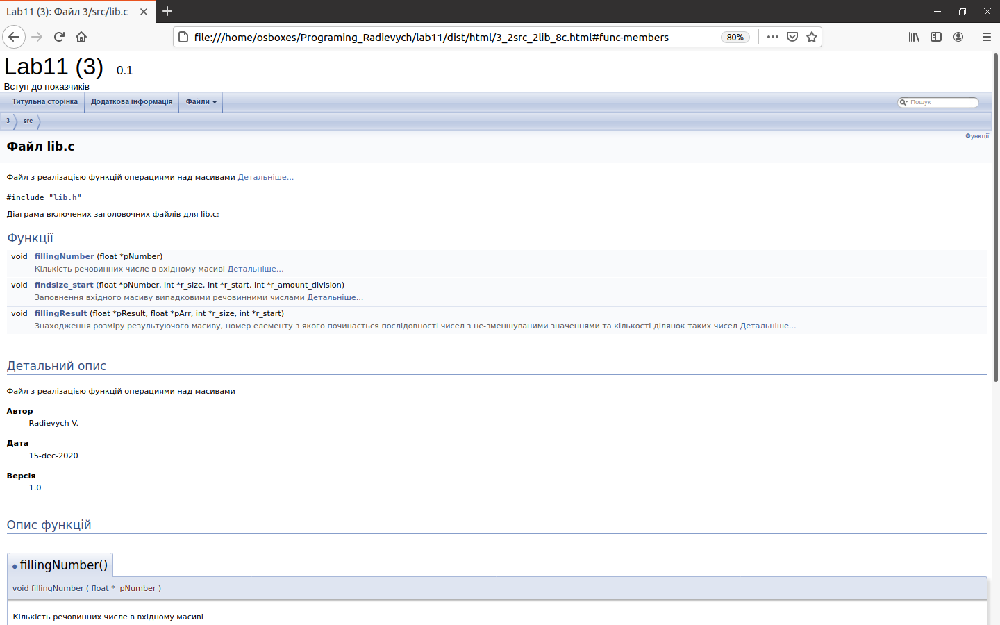 Lab11 (3): Файл 3/src/lib.c
file:///home/osboxes/Programing_Radievych/lab11/dist/html/3_2src_2lib_8c.html#func-members 80%
Lab11 (3) 0.1
Вступ до показчиків
Титульна сторінка Додаткова інформація Файли Пошук
3 src
Функції
Файл lib.c
Файл з реалізацією функцій операциями над масивами Детальніше...
#include "lib.h"
Діаграма включених заголовочних файлів для lib.c:
Функції
void fillingNumber (float *pNumber)
Кількість речовинних числе в вхідному масиві Детальніше...
void findsize_start (float *pNumber, int *r_size, int *r_start, int *r_amount_division)
Заповнення вхідного масиву випадковими речовинними числами Детальніше...
void fillingResult (float *pResult, float *pArr, int *r_size, int *r_start)
Знаходження розміру результуючого масиву, номер елементу з якого починається послідовності чисел з не-зменшуваними значеннями та кількості ділянок таких чисел Детальніше...
Детальний опис
Файл з реалізацією функцій операциями над масивами
Автор
Radievych V.
Дата
15-dec-2020
Версія
1.0
Опис функцій
◆ fillingNumber()
void fillingNumber ( float * pNumber )
Кількість речовинних числе в вхідному масиві